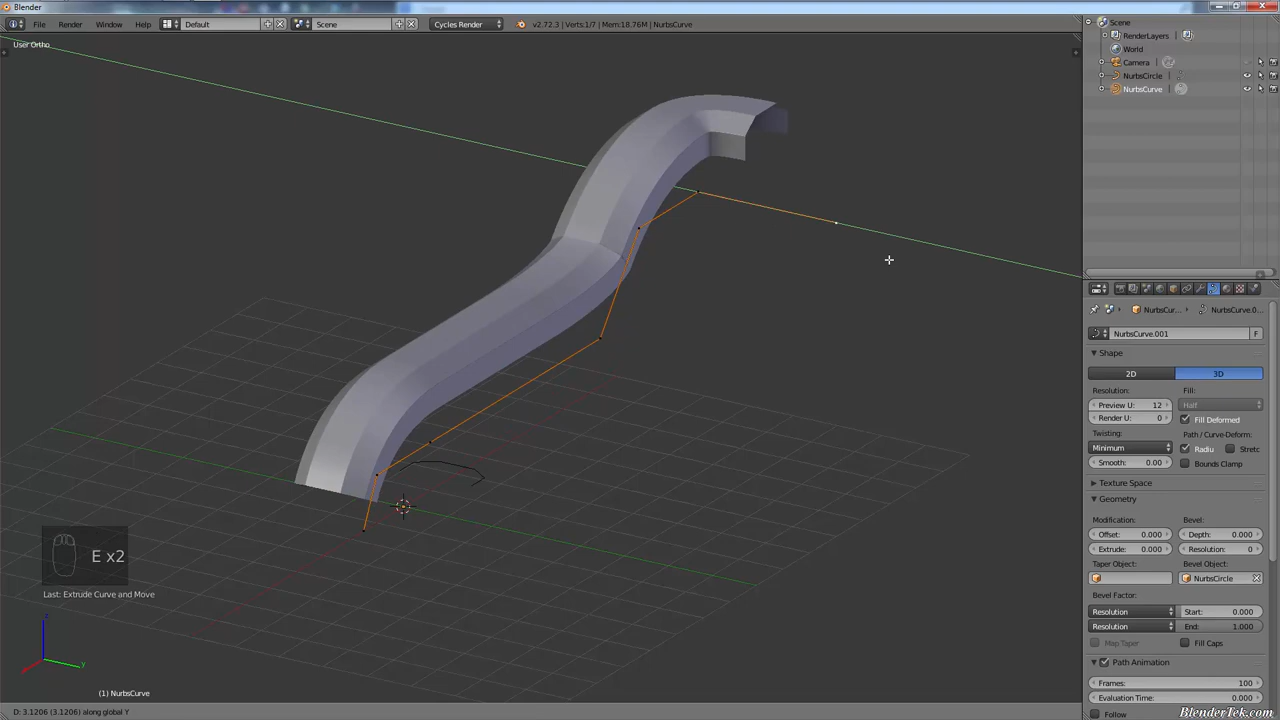 Blender
File Render Window Help Default Scene Cycles Render v2.72.3 | Verts:1/7 | Mem:18.76M | NurbsCurve
User Ortho
Scene
RenderLayers
World
Camera
NurbsCircle
NurbsCurve
NurbsCur... NurbsCurve.0...
NurbsCurve.001 F
Shape
2D 3D
Resolution: Fill:
Preview U: 12 Half
Render U: 0 Fill Deformed
Twisting: Path / Curve-Deform:
Minimum Radiu Stretc
Smooth: 0.00 Bounds Clamp
Texture Space
Geometry
Modification: Bevel:
Offset: 0.000 Depth: 0.000
Extrude: 0.000 Resolution: 0
Taper Object: Bevel Object:
NurbsCircle
Bevel Factor:
Resolution Start: 0.000
Resolution End: 1.000
Map Taper Fill Caps
Path Animation
Frames: 100
Evaluation Time: 0.000
Follow
E x2
Last: Extrude Curve and Move
z
y
(1) NurbsCurve
D: 3.1206 (3.1206) along global Y
BlenderTek.com